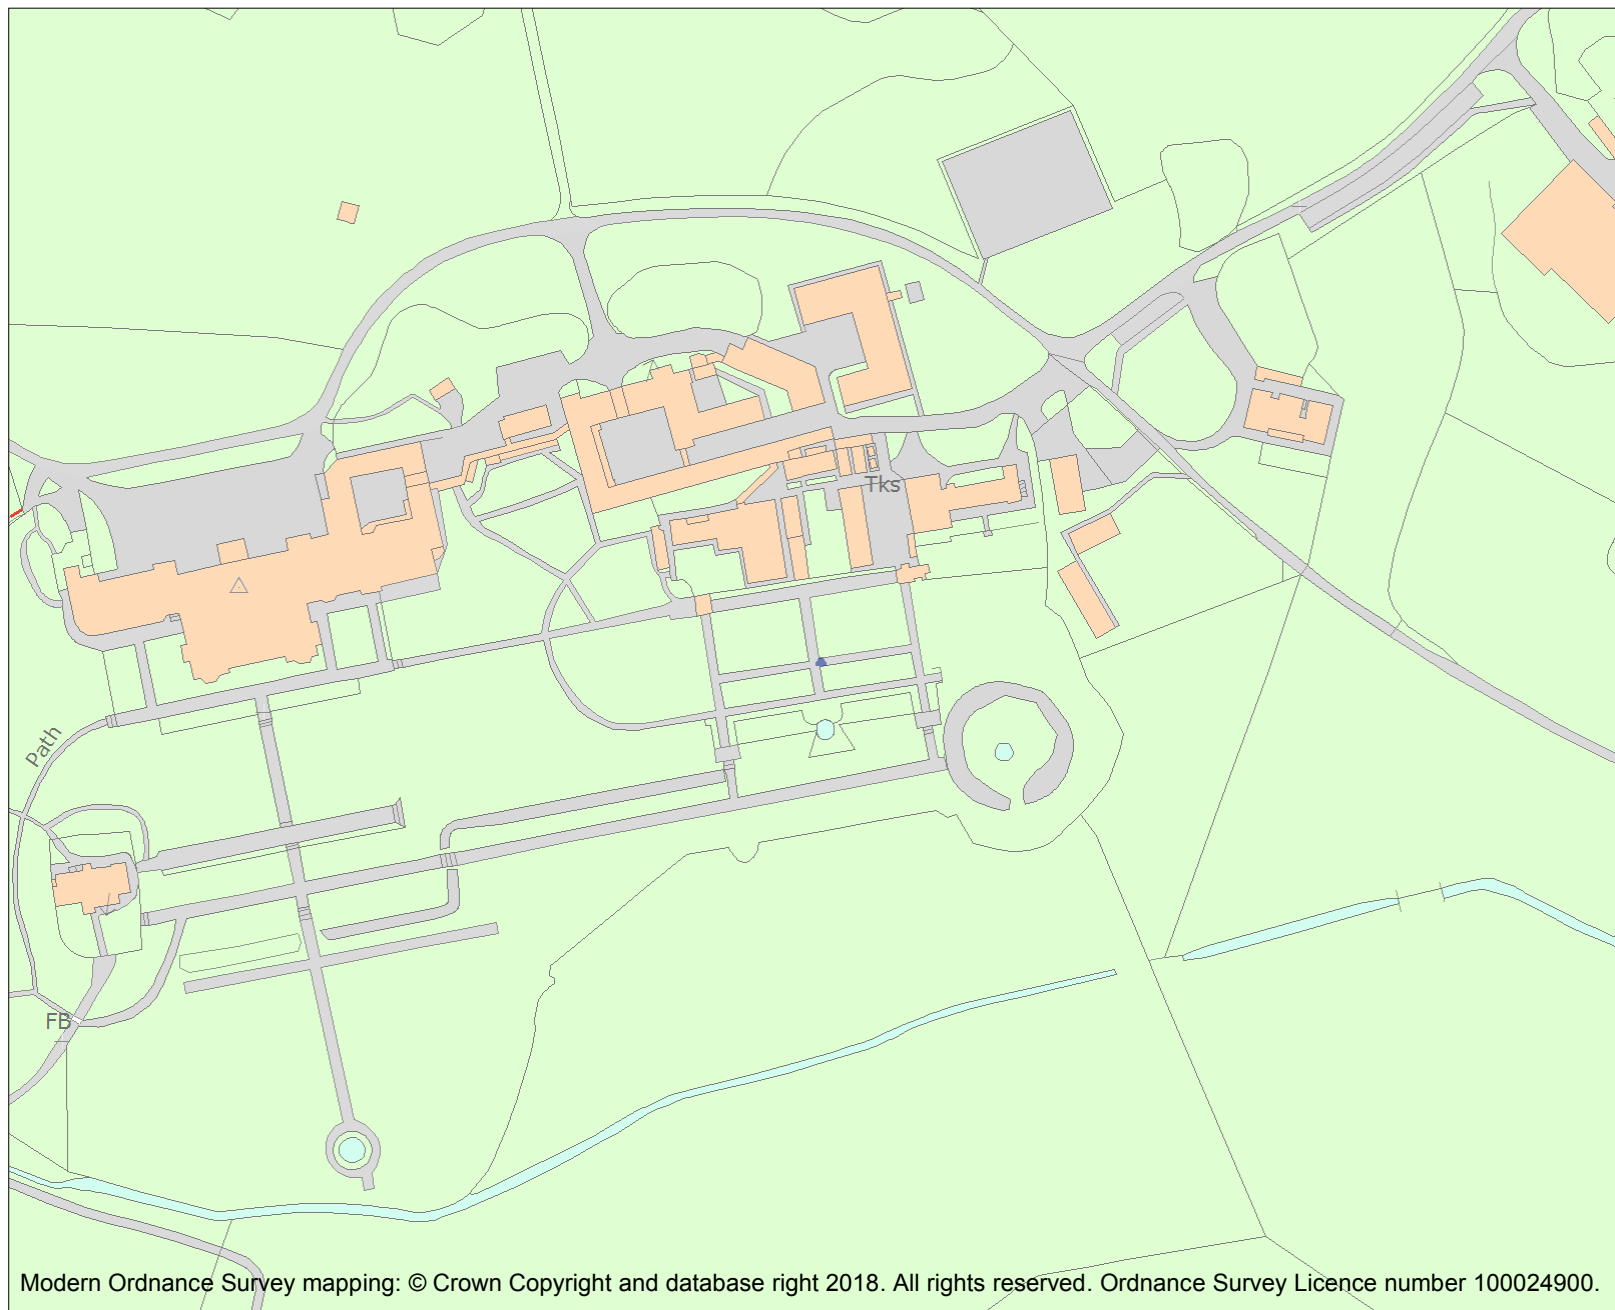 Tks
Path
FB
Modern Ordnance Survey mapping: © Crown Copyright and database right 2018. All rights reserved. Ordnance Survey Licence number 100024900.